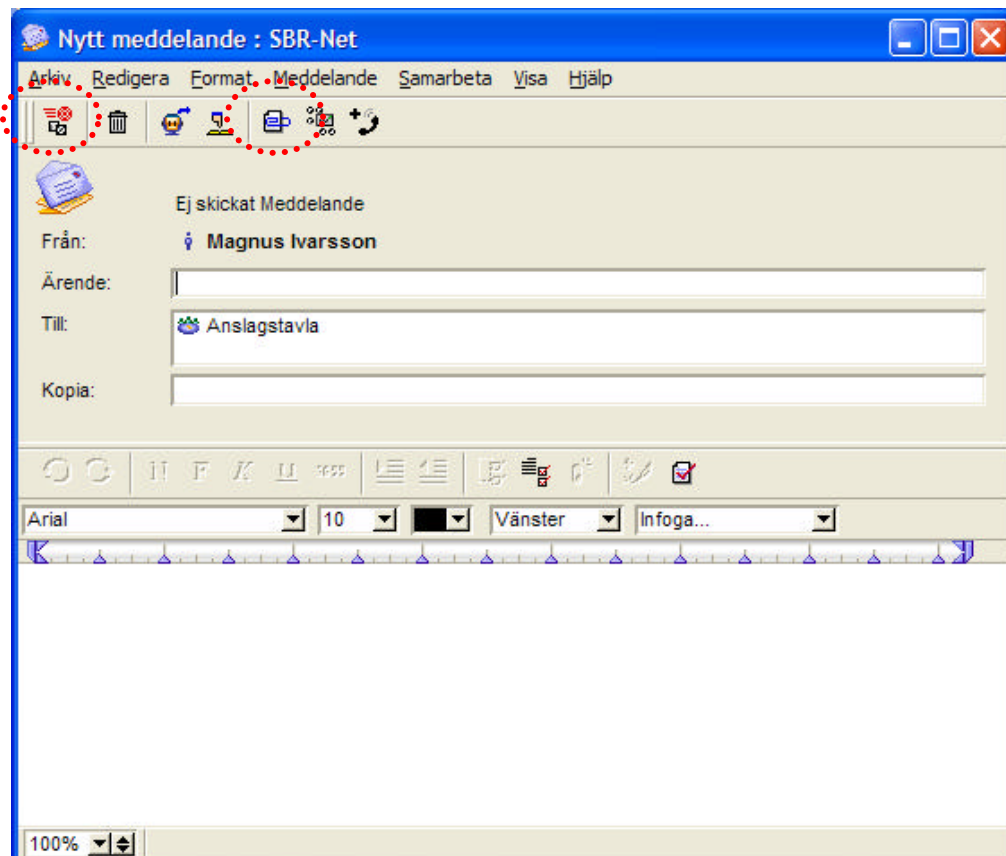 Nytt meddelande : SBR-Net
Arkiv Redigera Format Meddelande Samarbeta Visa Hjälp
Ej skickat Meddelande
Från: Magnus Ivarsson
Ärende:
Till: Anslagstavla
Kopia:
N F K U
Arial 10 Vänster Infoga...
100%